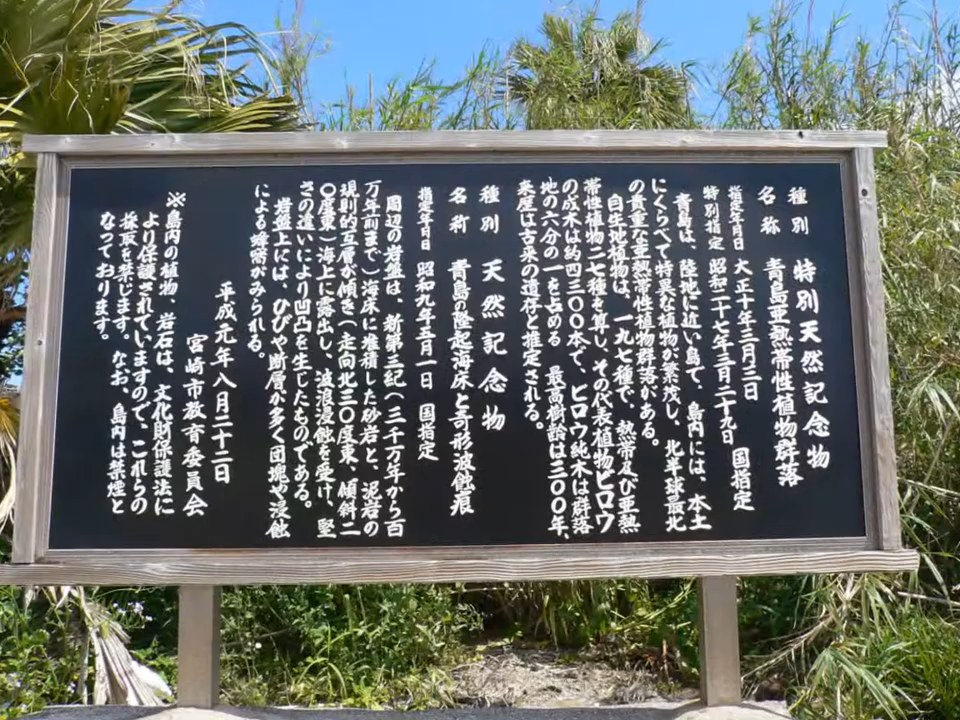 種別　特別天然記念物
名称　青島亜熱帯性植物群落
指定年月日　大正十年三月三日
特別指定　昭和二十七年三月二十九日　国指定
青島は、陸地に近い島で、島内には、本土
にくらべて特異な植物が繁茂し、北半球最北
の貴重な亜熱帯性植物群落がある。
自生地植物は、一九七種で、熱帯及び亜熱
帯性植物二七種を算し、その代表植物ヒロウ
の成木は約四三〇〇本で、ヒロウ純木は群落
地の六分の一を占める　最高樹齢は三〇〇年、
来歴は古来の遺存と推定される。
種別　天然記念物
名称　青島の隆起海床と奇形波蝕痕
指定年月日　昭和九年五月一日　国指定
周辺の岩盤は、新第三紀（三千万年から百
万年前まで）海床に堆積した砂岩と、泥岩の
規則的互層が傾き（走向北三〇度東、傾斜二
〇度東）海上に露出し、波浪浸蝕を受け、堅
さの違いにより凹凸を生じたものである。
岩盤上には、ひびや断層が多く団塊や浸蝕
による蜂窩がみられる。
平成元年八月二十二日
宮崎市教育委員会
※島内の植物、岩石は、文化財保護法に
より保護されていますので、これらの
採取を禁じます。なお、島内は禁煙と
なっております。